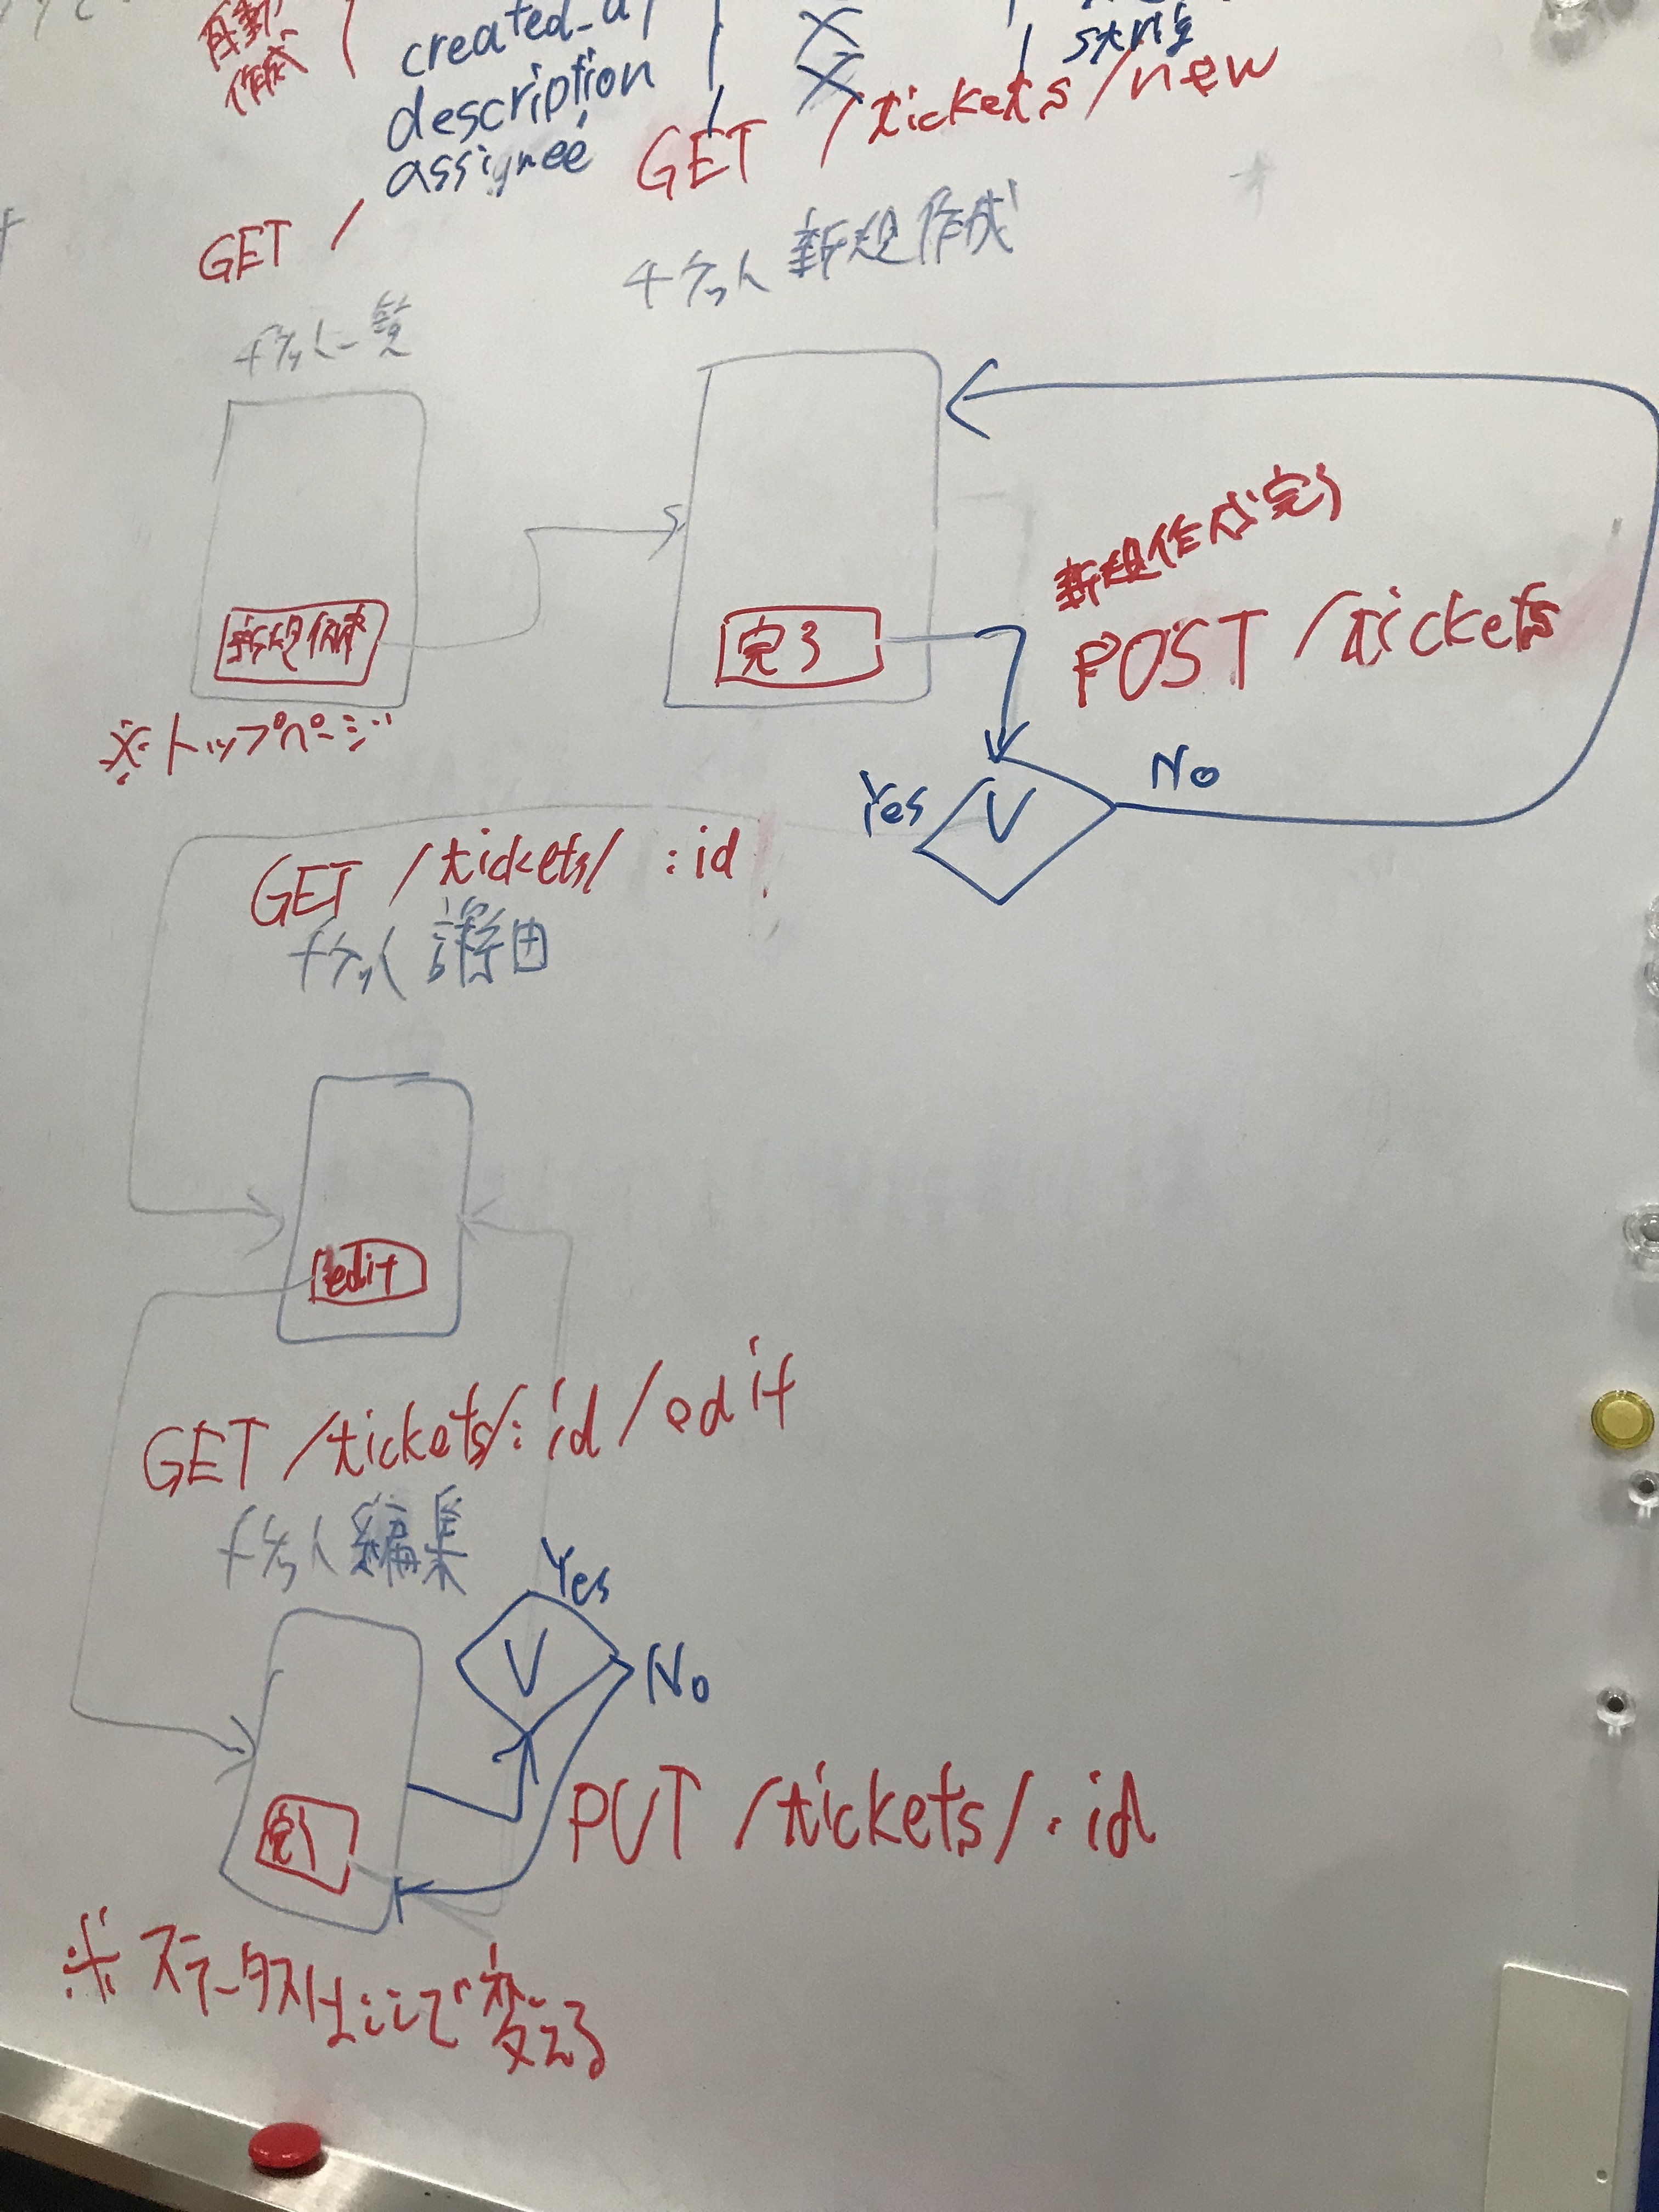 自動
作成
created_a
description
assignee
string
GET /tickets/new
GET /
チケット新規作成
チケット一覧
新規作成
※トップページ
完了
新規作成完了
POST /tickets
Yes
V
No
GET /tickets/:id
チケット詳細
edit
GET /tickets/:id/edit
チケット編集
Yes
V
No
完了
PUT /tickets/:id
※ステータスはここで変える